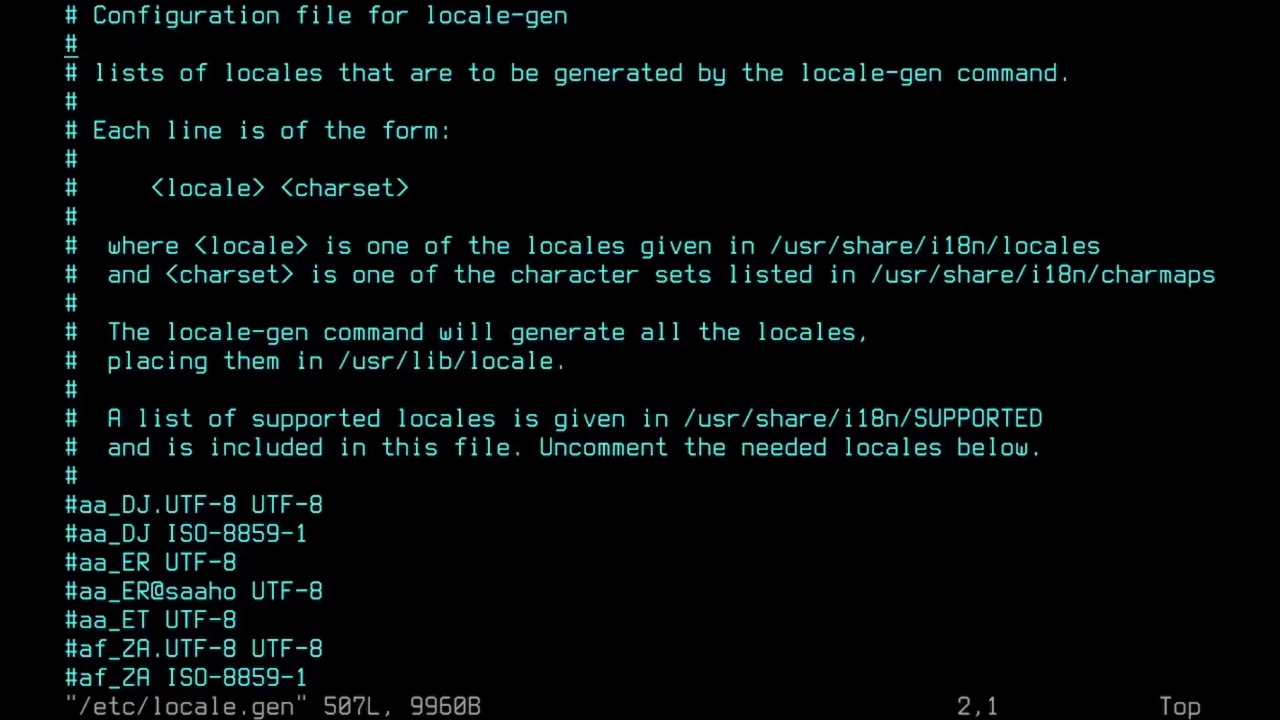 # Configuration file for locale-gen
#
# lists of locales that are to be generated by the locale-gen command.
#
# Each line is of the form:
#
#     <locale> <charset>
#
#  where <locale> is one of the locales given in /usr/share/i18n/locales
#  and <charset> is one of the character sets listed in /usr/share/i18n/charmaps
#
#  The locale-gen command will generate all the locales,
#  placing them in /usr/lib/locale.
#
#  A list of supported locales is given in /usr/share/i18n/SUPPORTED
#  and is included in this file. Uncomment the needed locales below.
#
#aa_DJ.UTF-8 UTF-8
#aa_DJ ISO-8859-1
#aa_ER UTF-8
#aa_ER@saaho UTF-8
#aa_ET UTF-8
#af_ZA.UTF-8 UTF-8
#af_ZA ISO-8859-1
"/etc/locale.gen" 507L, 9960B 2,1 Top